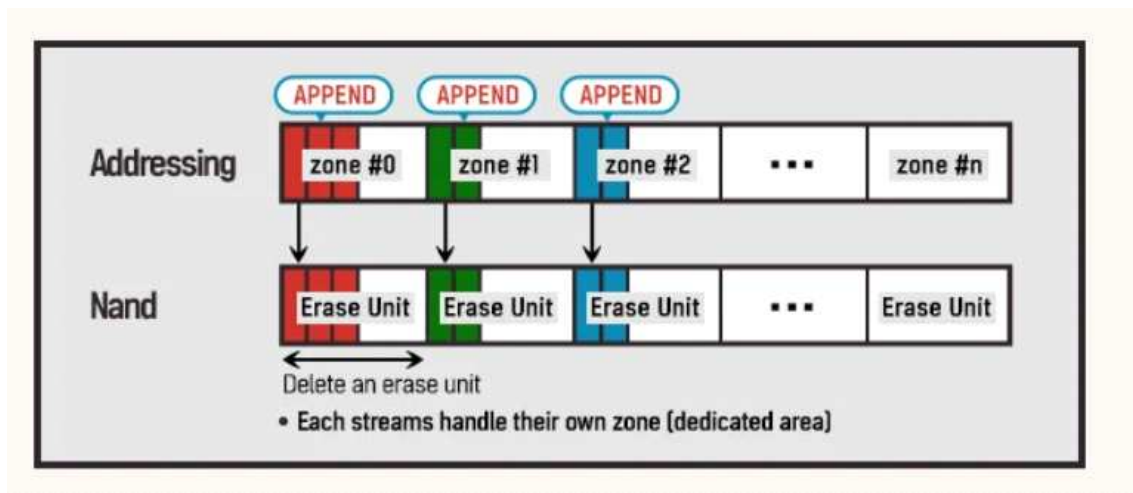 APPEND APPEND APPEND
Addressing zone #0 zone #1 zone #2 ... zone #n
Nand Erase Unit Erase Unit Erase Unit ... Erase Unit
Delete an erase unit
• Each streams handle their own zone (dedicated area)